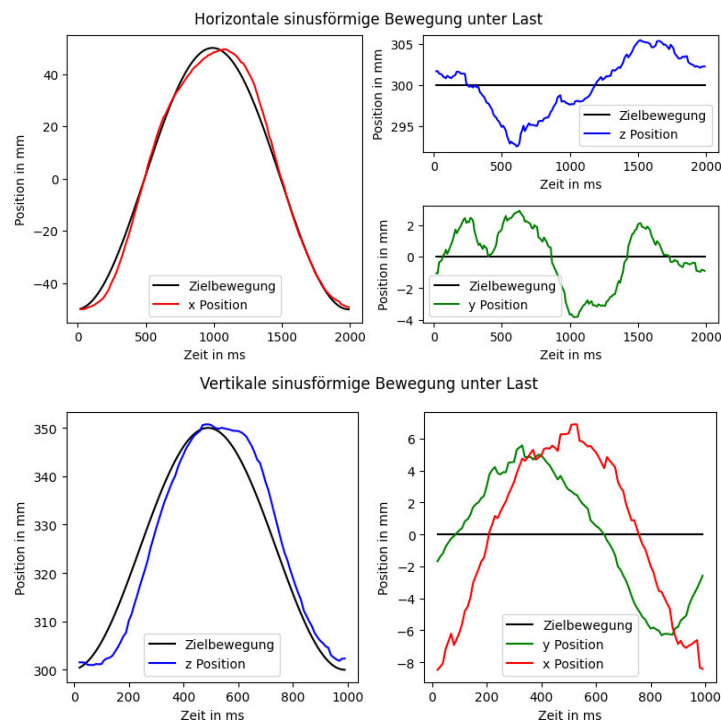 Horizontale sinusförmige Bewegung unter Last
Position in mm
40
20
0
−20
−40
0
500
1000
1500
2000
Zeit in ms
Zielbewegung
x Position
Position in mm
305
300
295
0
500
1000
1500
2000
Zeit in ms
Zielbewegung
z Position
Position in mm
2
0
−2
−4
0
500
1000
1500
2000
Zeit in ms
Zielbewegung
y Position
Vertikale sinusförmige Bewegung unter Last
Position in mm
350
340
330
320
310
300
0
200
400
600
800
1000
Zeit in ms
Zielbewegung
z Position
Position in mm
6
4
2
0
−2
−4
−6
−8
0
200
400
600
800
1000
Zeit in ms
Zielbewegung
y Position
x Position